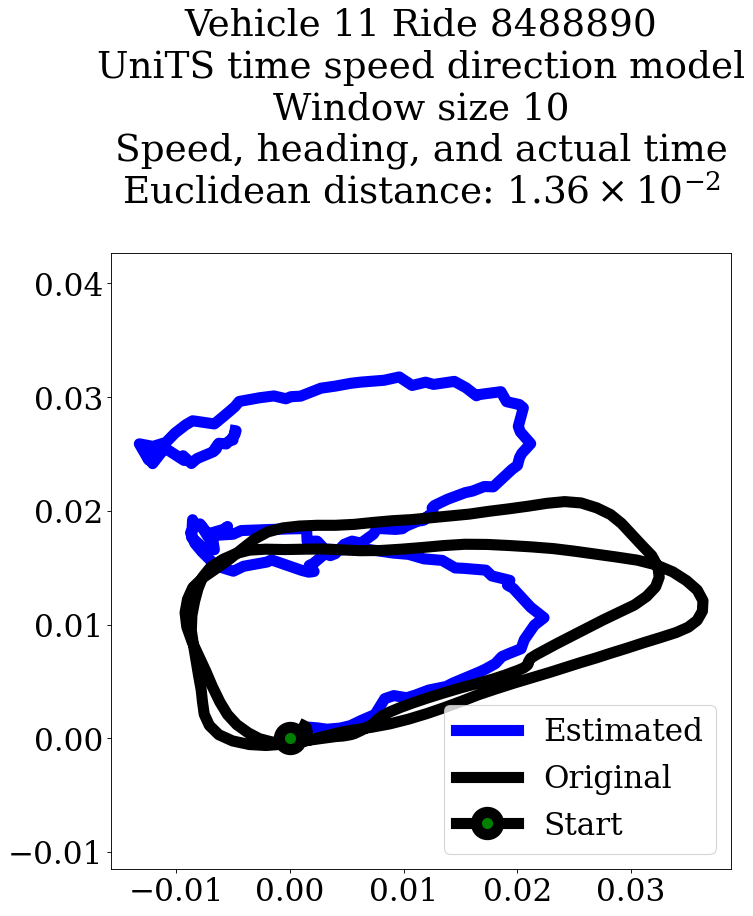 Vehicle 11 Ride 8488890
UniTS time speed direction model
Window size 10
Speed, heading, and actual time
Euclidean distance: 1.36 × 10⁻²
0.04
0.03
0.02
0.01
0.00
−0.01
Estimated
Original
Start
−0.01 0.00 0.01 0.02 0.03